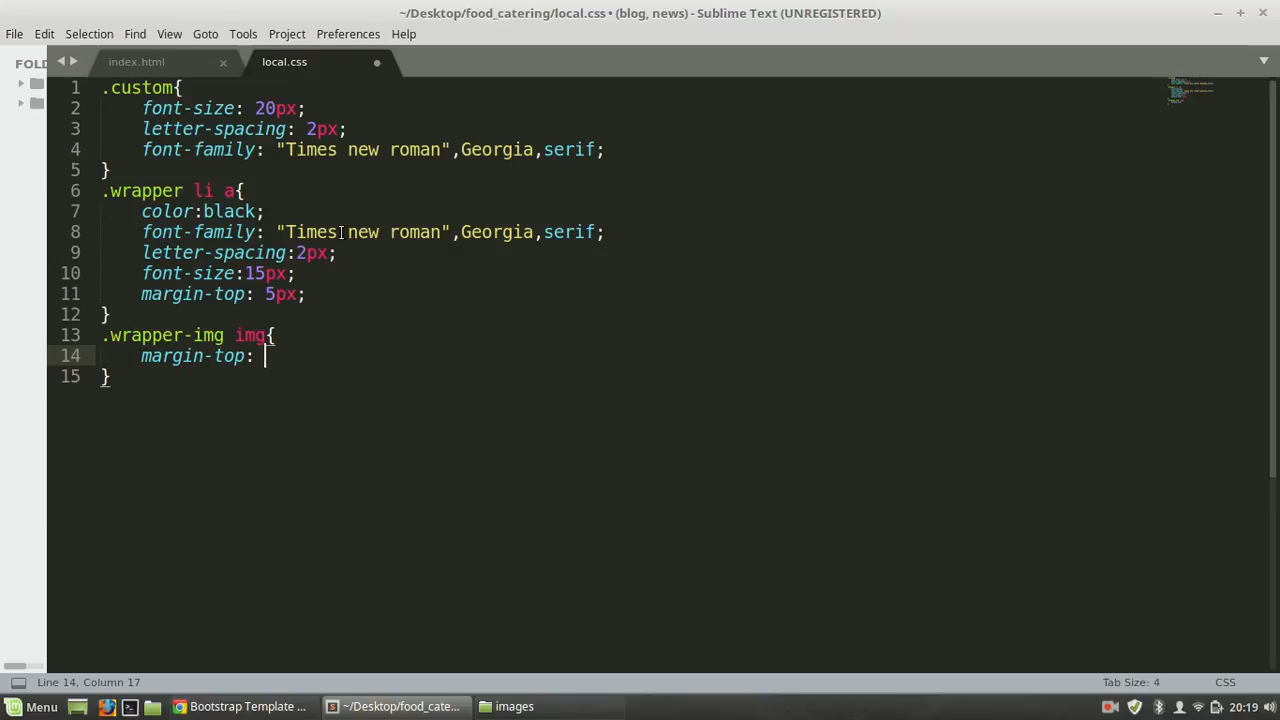 ~/Desktop/food_catering/local.css • (blog, news) - Sublime Text (UNREGISTERED)
File Edit Selection Find View Goto Tools Project Preferences Help
FOLD
index.html × local.css
1 .custom{
2 font-size: 20px;
3 letter-spacing: 2px;
4 font-family: "Times new roman",Georgia,serif;
5 }
6 .wrapper li a{
7 color:black;
8 font-family: "Times new roman",Georgia,serif;
9 letter-spacing:2px;
10 font-size:15px;
11 margin-top: 5px;
12 }
13 .wrapper-img img{
14 margin-top:
15 }
Line 14, Column 17 Tab Size: 4 CSS
Menu Bootstrap Template ... ~/Desktop/food_cate... images 20:19